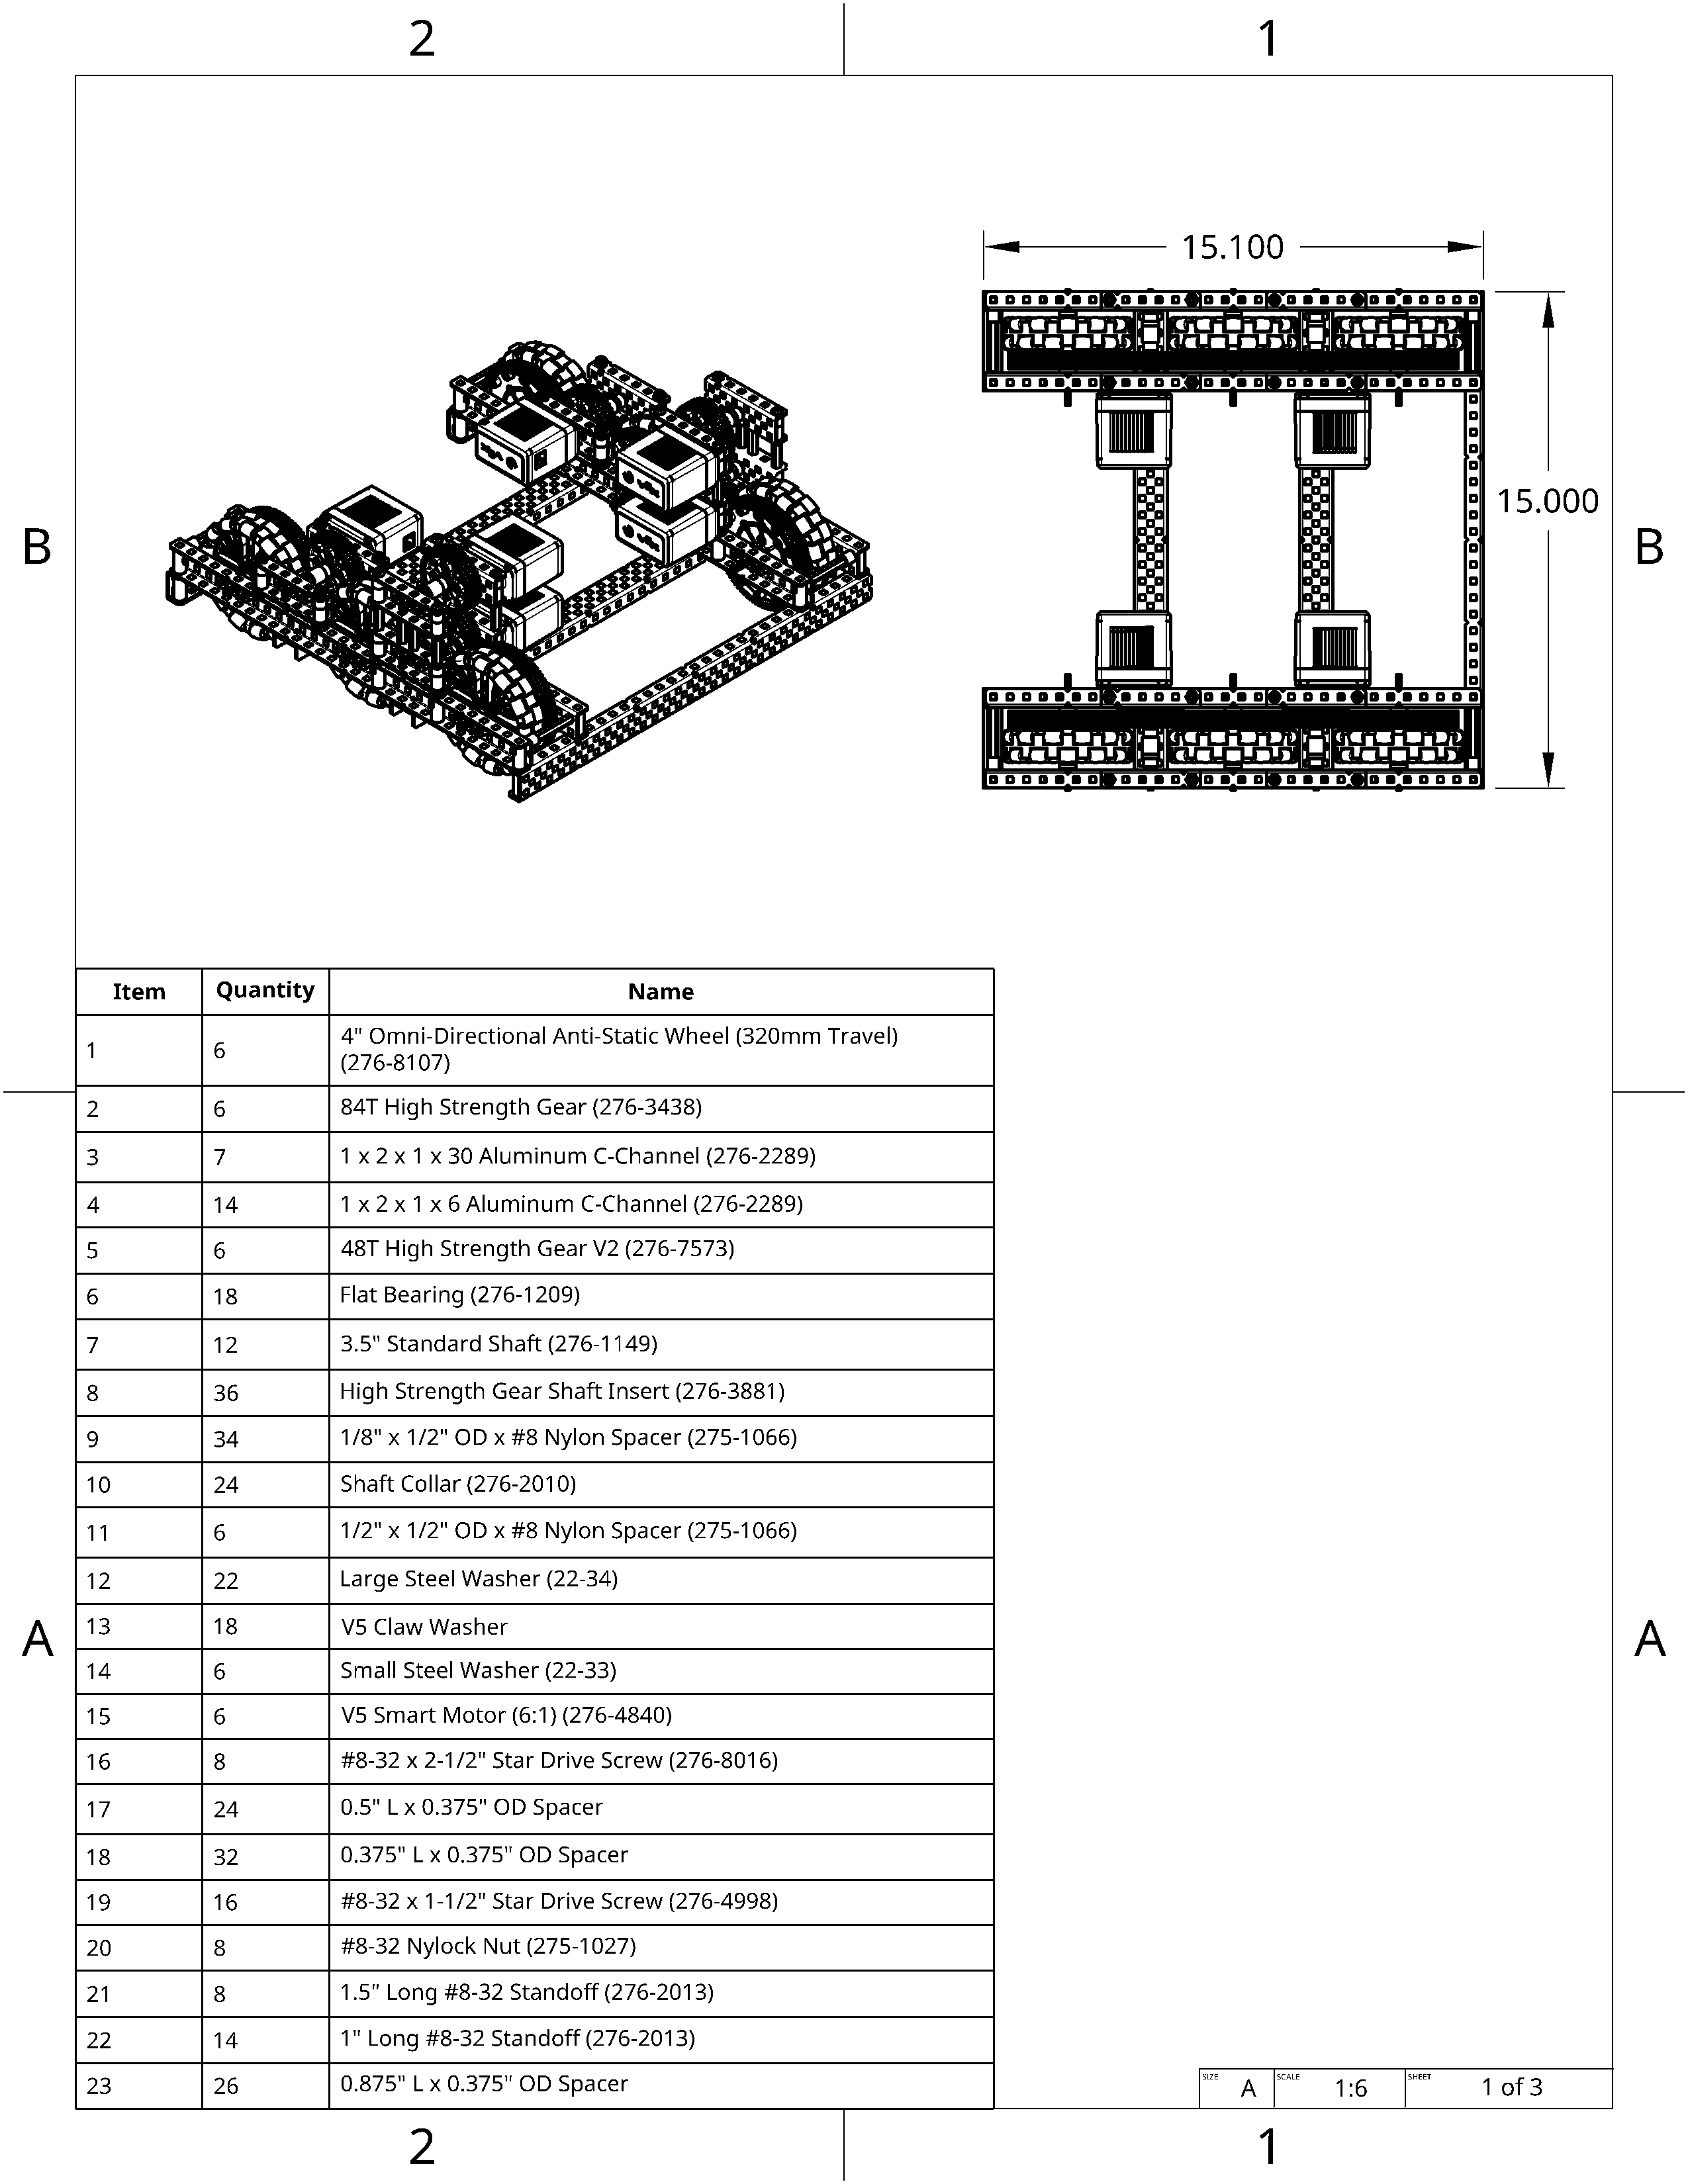 2 1
15.100
15.000
B B
Item Quantity Name
1 6 4" Omni-Directional Anti-Static Wheel (320mm Travel)
(276-8107)
2 6 84T High Strength Gear (276-3438)
3 7 1 x 2 x 1 x 30 Aluminum C-Channel (276-2289)
4 14 1 x 2 x 1 x 6 Aluminum C-Channel (276-2289)
5 6 48T High Strength Gear V2 (276-7573)
6 18 Flat Bearing (276-1209)
7 12 3.5" Standard Shaft (276-1149)
8 36 High Strength Gear Shaft Insert (276-3881)
9 34 1/8" x 1/2" OD x #8 Nylon Spacer (275-1066)
10 24 Shaft Collar (276-2010)
11 6 1/2" x 1/2" OD x #8 Nylon Spacer (275-1066)
12 22 Large Steel Washer (22-34)
13 18 V5 Claw Washer
14 6 Small Steel Washer (22-33)
15 6 V5 Smart Motor (6:1) (276-4840)
16 8 #8-32 x 2-1/2" Star Drive Screw (276-8016)
17 24 0.5" L x 0.375" OD Spacer
18 32 0.375" L x 0.375" OD Spacer
19 16 #8-32 x 1-1/2" Star Drive Screw (276-4998)
20 8 #8-32 Nylock Nut (275-1027)
21 8 1.5" Long #8-32 Standoff (276-2013)
22 14 1" Long #8-32 Standoff (276-2013)
23 26 0.875" L x 0.375" OD Spacer
A A
SIZE A SCALE 1:6 SHEET 1 of 3
2 1